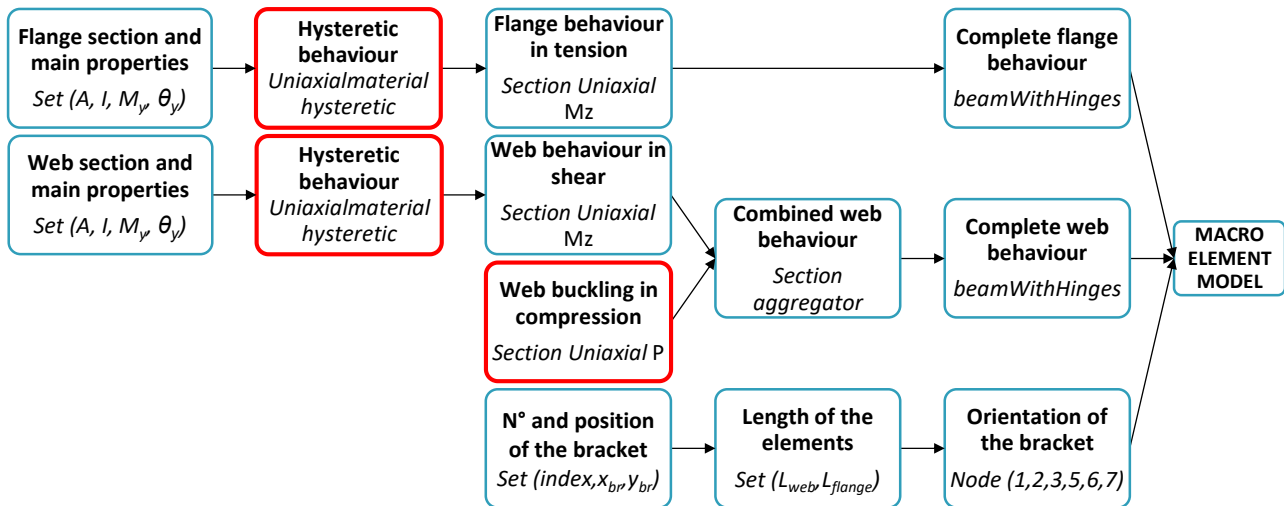 Flange section and
main properties
Set (A, I, My, θy)
Hysteretic
behaviour
Uniaxialmaterial
hysteretic
Flange behaviour
in tension
Section Uniaxial
Mz
Complete flange
behaviour
beamWithHinges
Web section and
main properties
Set (A, I, My, θy)
Hysteretic
behaviour
Uniaxialmaterial
hysteretic
Web behaviour in
shear
Section Uniaxial
Mz
Web buckling in
compression
Section Uniaxial P
Combined web
behaviour
Section
aggregator
Complete web
behaviour
beamWithHinges
MACRO
ELEMENT
MODEL
N° and position
of the bracket
Set (index,xbr,ybr)
Length of the
elements
Set (Lweb,Lflange)
Orientation of
the bracket
Node (1,2,3,5,6,7)